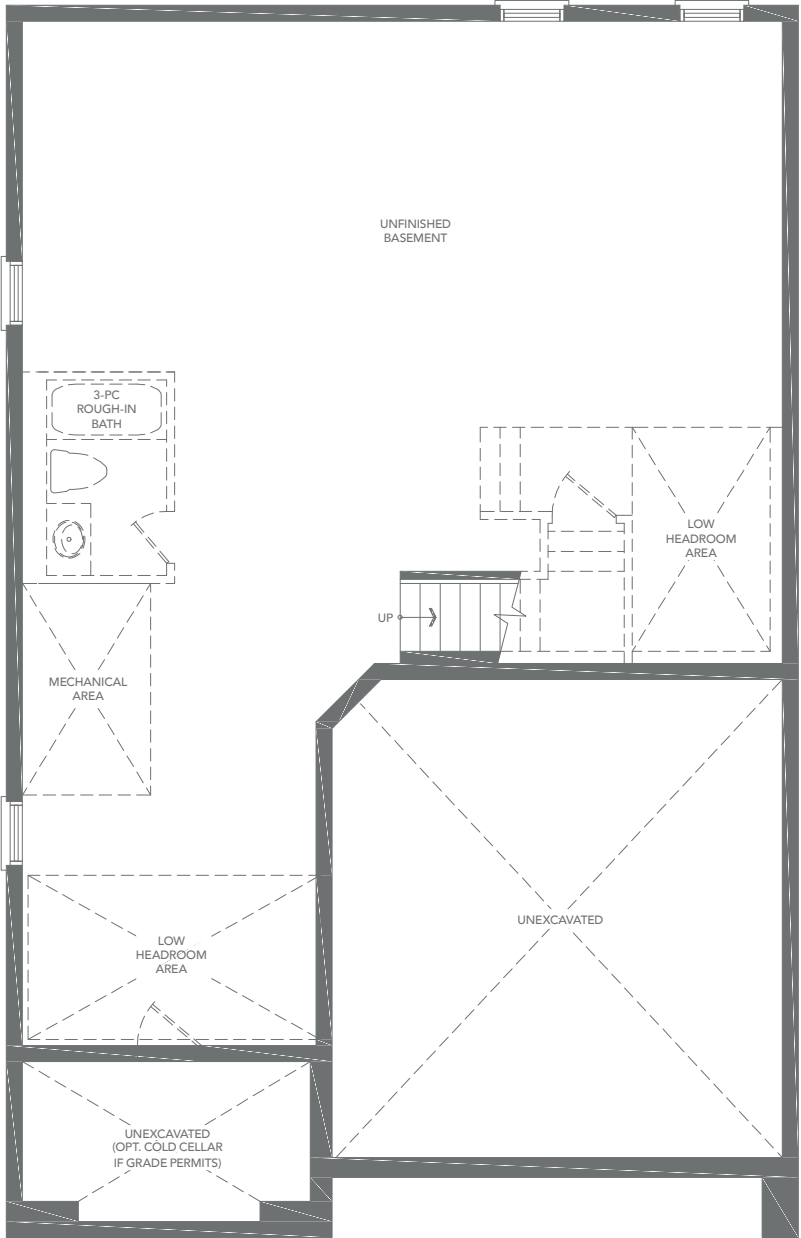 UNFINISHED
BASEMENT
3-PC
ROUGH-IN
BATH
LOW
HEADROOM
AREA
UP
MECHANICAL
AREA
UNEXCAVATED
LOW
HEADROOM
AREA
UNEXCAVATED
(OPT. COLD CELLAR
IF GRADE PERMITS)